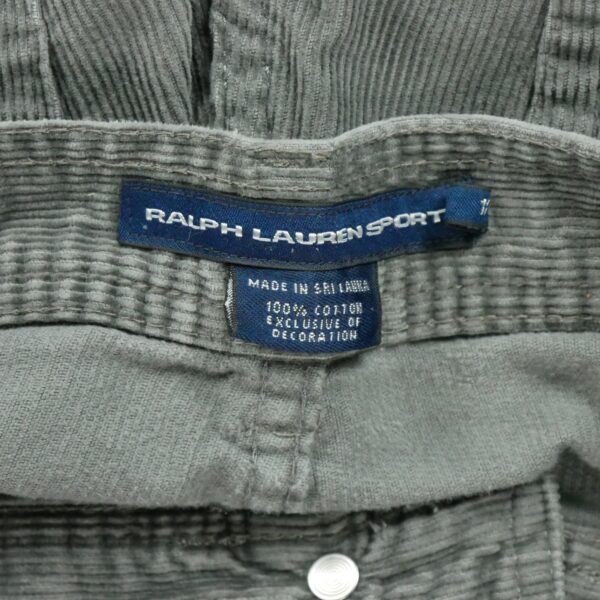 RALPH LAUREN SPORT
MADE IN SRI LANKA
100% COTTON
EXCLUSIVE OF
DECORATION